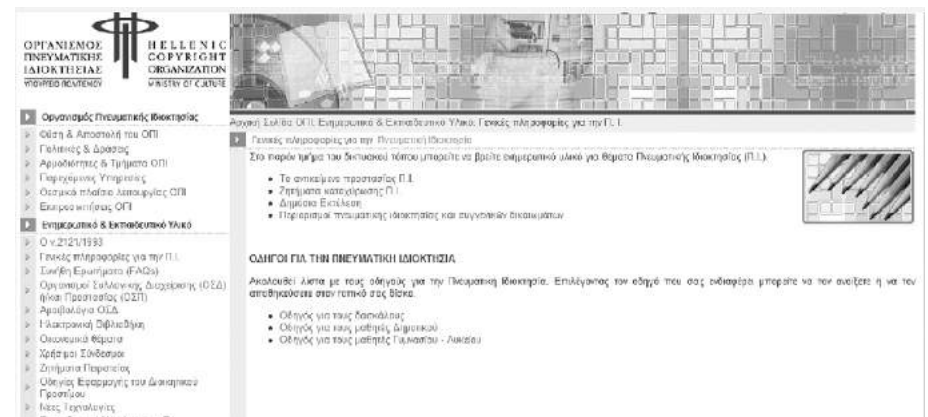 ΟΡΓΑΝΙΣΜΟΣ
ΠΝΕΥΜΑΤΙΚΗΣ
ΙΔΙΟΚΤΗΣΙΑΣ
ΥΠΟΥΡΓΕΙΟ ΠΟΛΙΤΙΣΜΟΥ
HELLENIC
COPYRIGHT
ORGANIZATION
MINISTRY OF CULTURE
Οργανισμός Πνευματικής Ιδιοκτησίας
Φύση & Αποστολή του ΟΠΙ
Πολιτικές & Δράσεις
Αρμοδιότητες & Τμήματα ΟΠΙ
Παρεχόμενες Υπηρεσίες
Θεσμικό πλαίσιο λειτουργίας ΟΠΙ
Εκπροσωπήσεις ΟΠΙ
Ενημερωτικό & Εκπαιδευτικό Υλικό
Ο ν.2121/1993
Γενικές πληροφορίες για την Π.Ι.
Συνήθη Ερωτήματα (FAQs)
Οργανισμοί Συλλογικής Διαχείρισης (ΟΣΔ)
ή/και Προστασίας (ΟΣΠ)
Αμοιβολόγια ΟΣΔ
Ηλεκτρονική Βιβλιοθήκη
Οικονομικά θέματα
Χρήσιμοι Σύνδεσμοι
Ζητήματα Πειρατείας
Οδηγίες Εφαρμογής του Διοικητικού
Προστίμου
Νέες Τεχνολογίες
Αρχική Σελίδα ΟΠΙ: Ενημερωτικό & Εκπαιδευτικό Υλικό: Γενικές πληροφορίες για την Π. Ι.
Γενικές πληροφορίες για την Πνευματική Ιδιοκτησία
Στο παρόν τμήμα του δικτυακού τόπου μπορείτε να βρείτε ενημερωτικό υλικό για θέματα Πνευματικής Ιδιοκτησίας (Π.Ι.).
Το αντικείμενο προστασίας Π.Ι.
Ζητήματα κατοχύρωσης Π.Ι.
Δημόσια Εκτέλεση
Περιορισμοί πνευματικής ιδιοκτησίας και συγγενικών δικαιωμάτων
ΟΔΗΓΟΙ ΓΙΑ ΤΗΝ ΠΝΕΥΜΑΤΙΚΗ ΙΔΙΟΚΤΗΣΙΑ
Ακολουθεί λίστα με τους οδηγούς για την Πνευματική Ιδιοκτησία. Επιλέγοντας τον οδηγό που σας ενδιαφέρει μπορείτε να τον ανοίξετε ή να τον
αποθηκεύσετε στον τοπικό σας δίσκο.
Οδηγός για τους δασκάλους
Οδηγός για τους μαθητές Δημοτικού
Οδηγός για τους μαθητές Γυμνασίου - Λυκείου